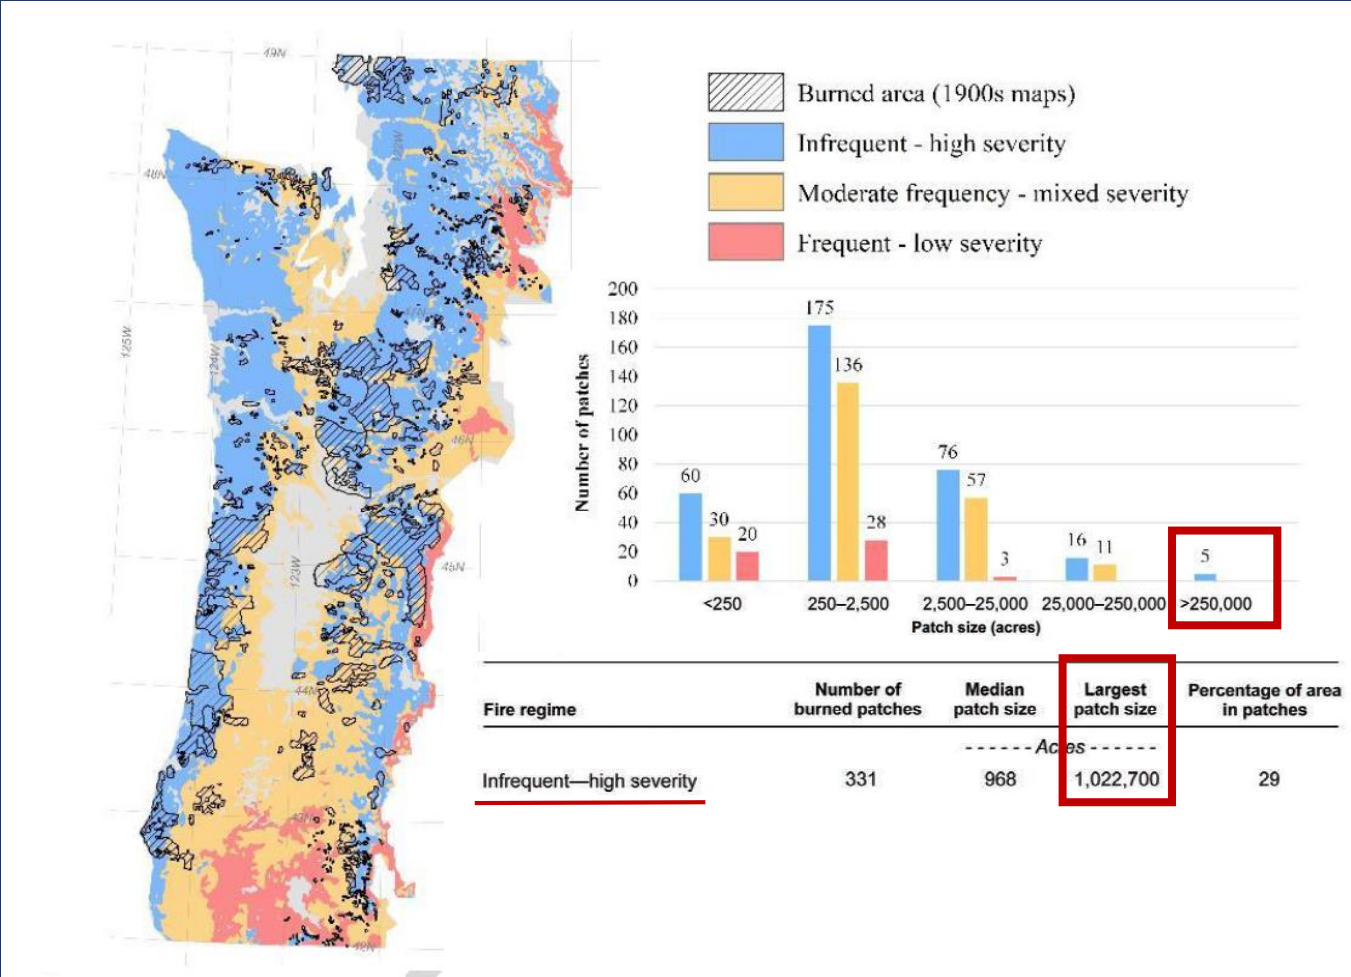 49N
48N
125W
124W
122W
47N
46N
45N
123W
44N
43N
42N
Burned area (1900s maps)
Infrequent - high severity
Moderate frequency - mixed severity
Frequent - low severity
Number of patches
200
180
160
140
120
100
80
60
40
20
0
60
30
20
175
136
28
76
57
3
16
11
5
<250
250–2,500
2,500–25,000
25,000–250,000
>250,000
Patch size (acres)
Fire regime
Number of
burned patches
Median
patch size
Largest
patch size
Percentage of area
in patches
- - - - - - Acres - - - - - -
Infrequent—high severity
331
968
1,022,700
29